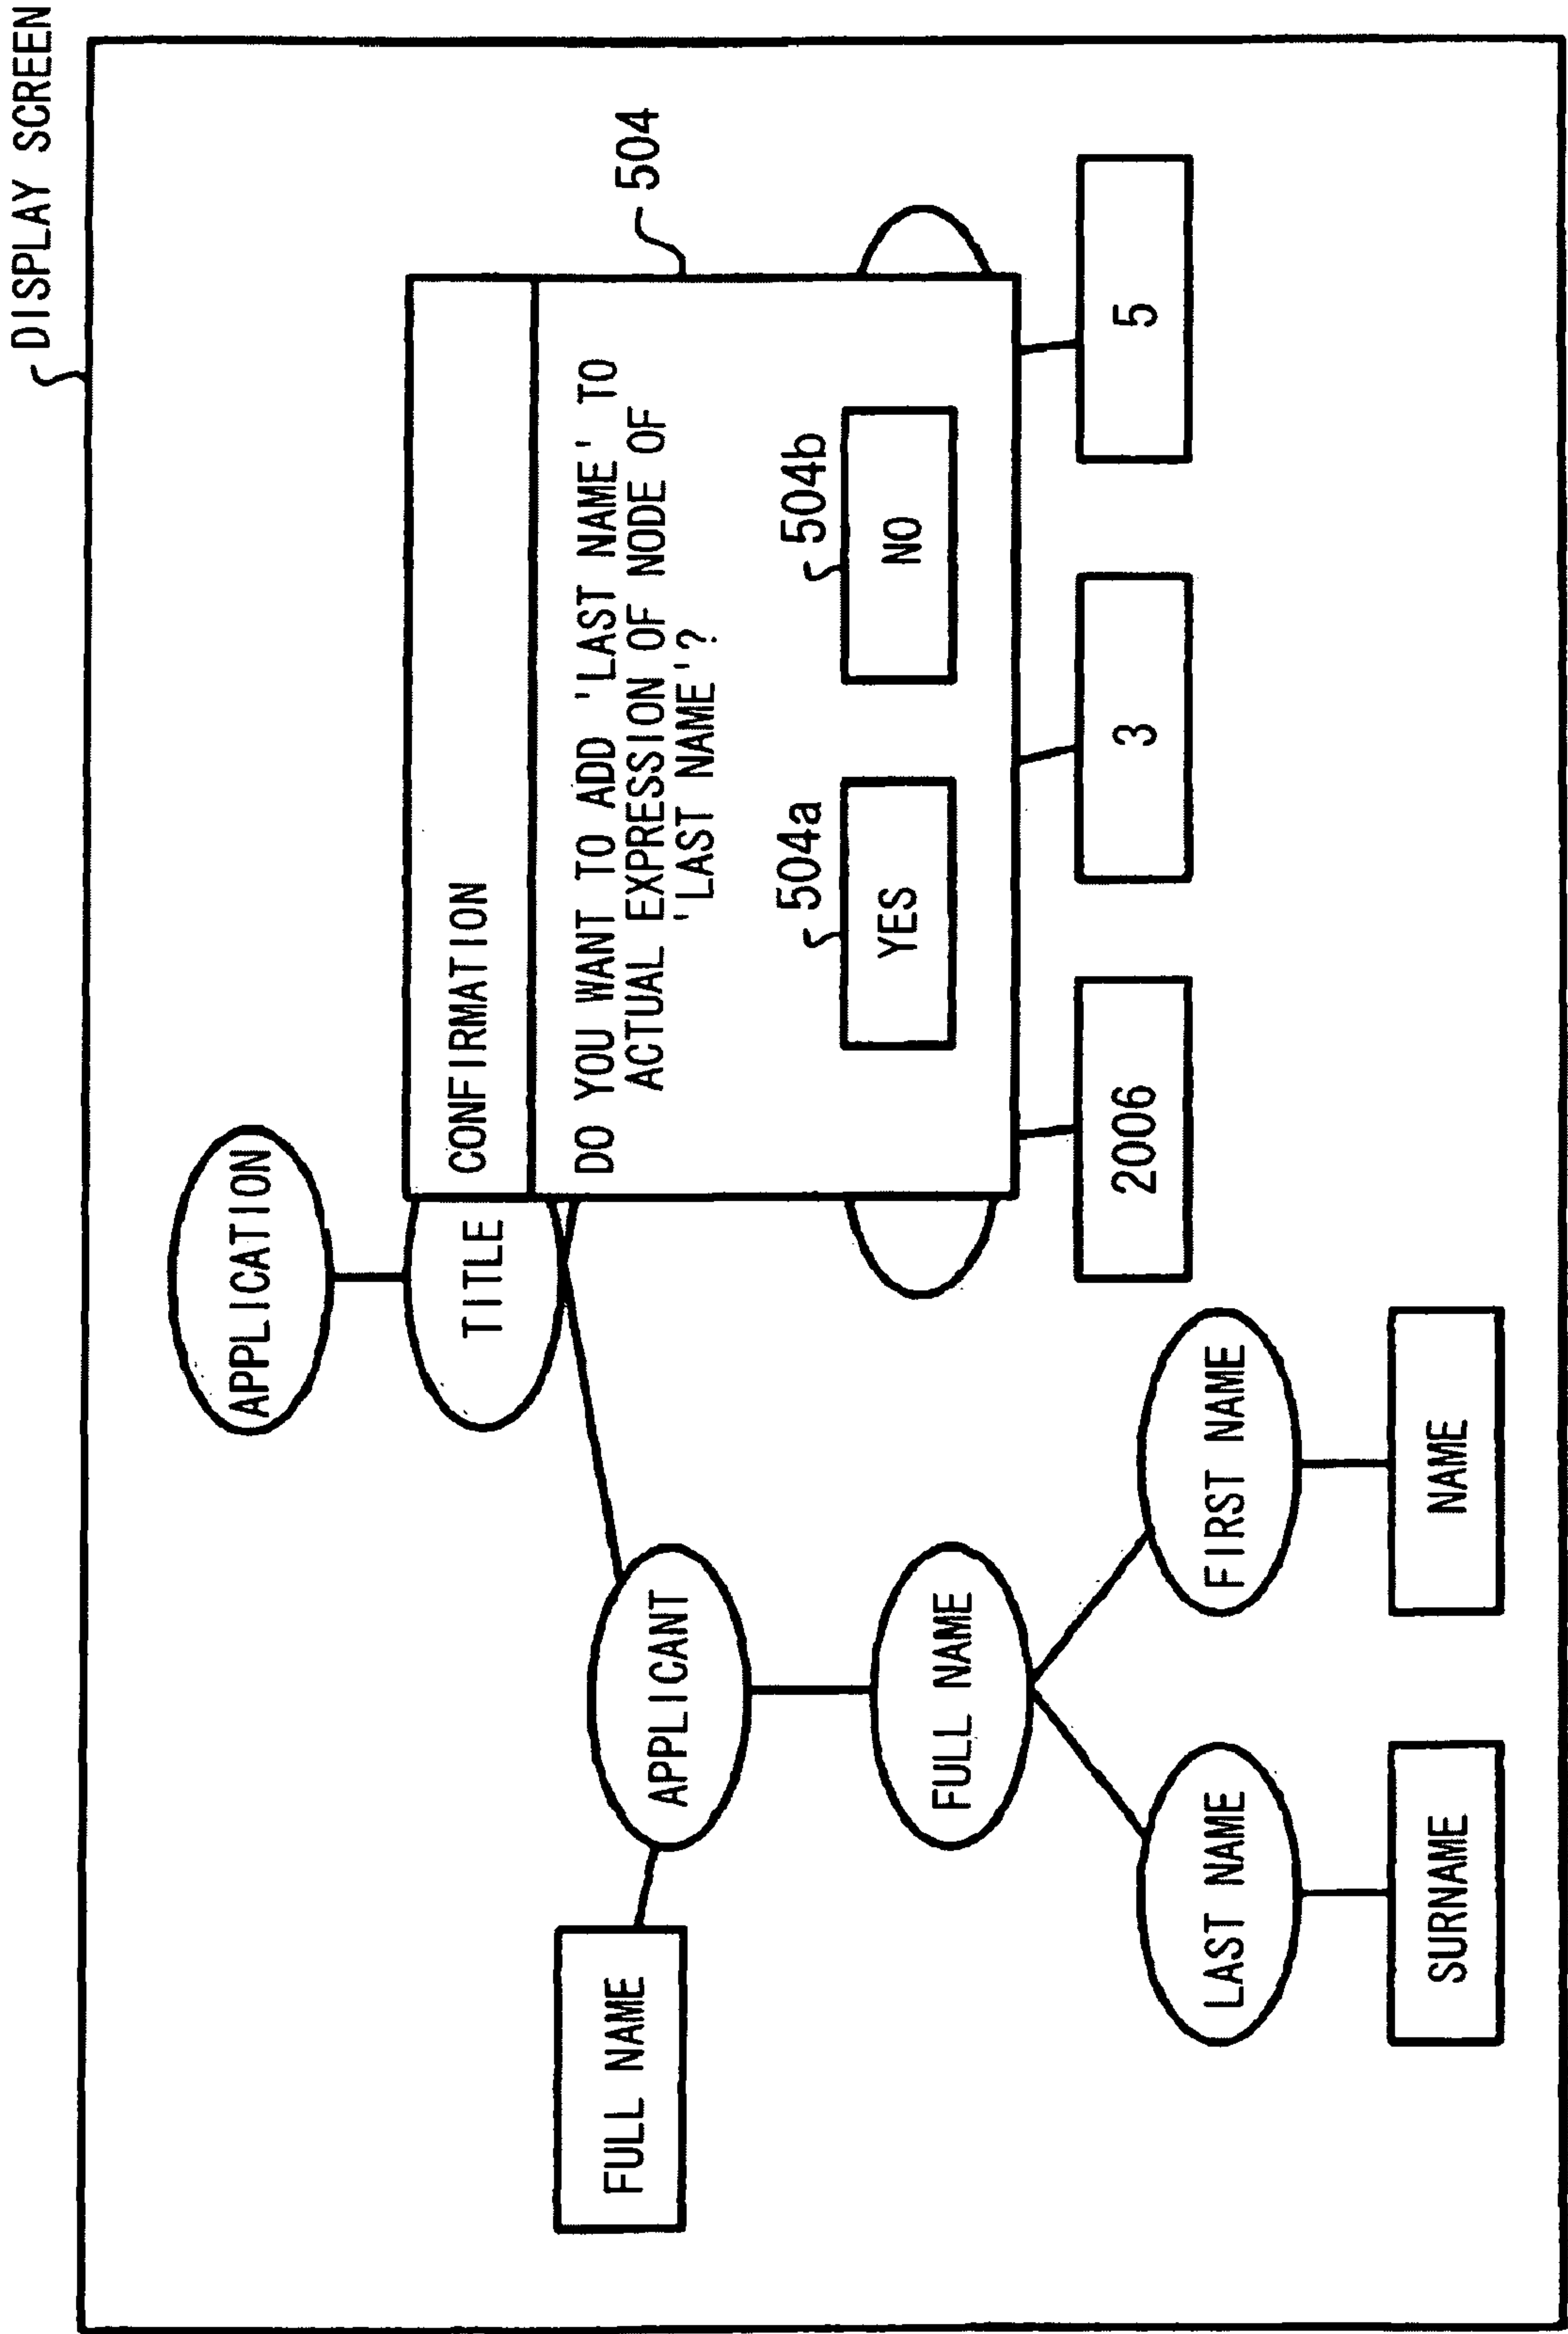 DISPLAY SCREEN
APPLICATION
TITLE
CONFIRMATION
504
DO YOU WANT TO ADD 'LAST NAME' TO
ACTUAL EXPRESSION OF NODE OF
'LAST NAME'?
504a
504b
YES
NO
FULL NAME
APPLICANT
FULL NAME
2006
3
5
LAST NAME
FIRST NAME
SURNAME
NAME